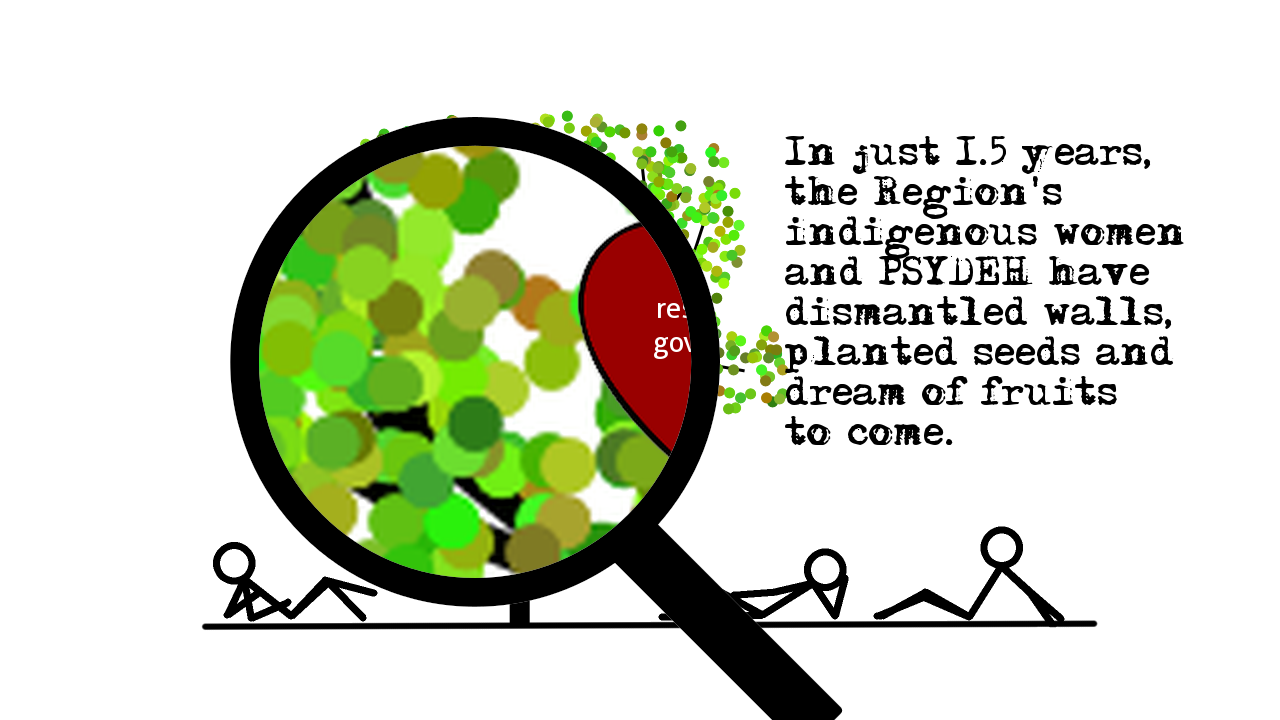 In just 1.5 years,
the Region's
indigenous women
and PSYDEH have
dismantled walls,
planted seeds and
dream of fruits
to come.